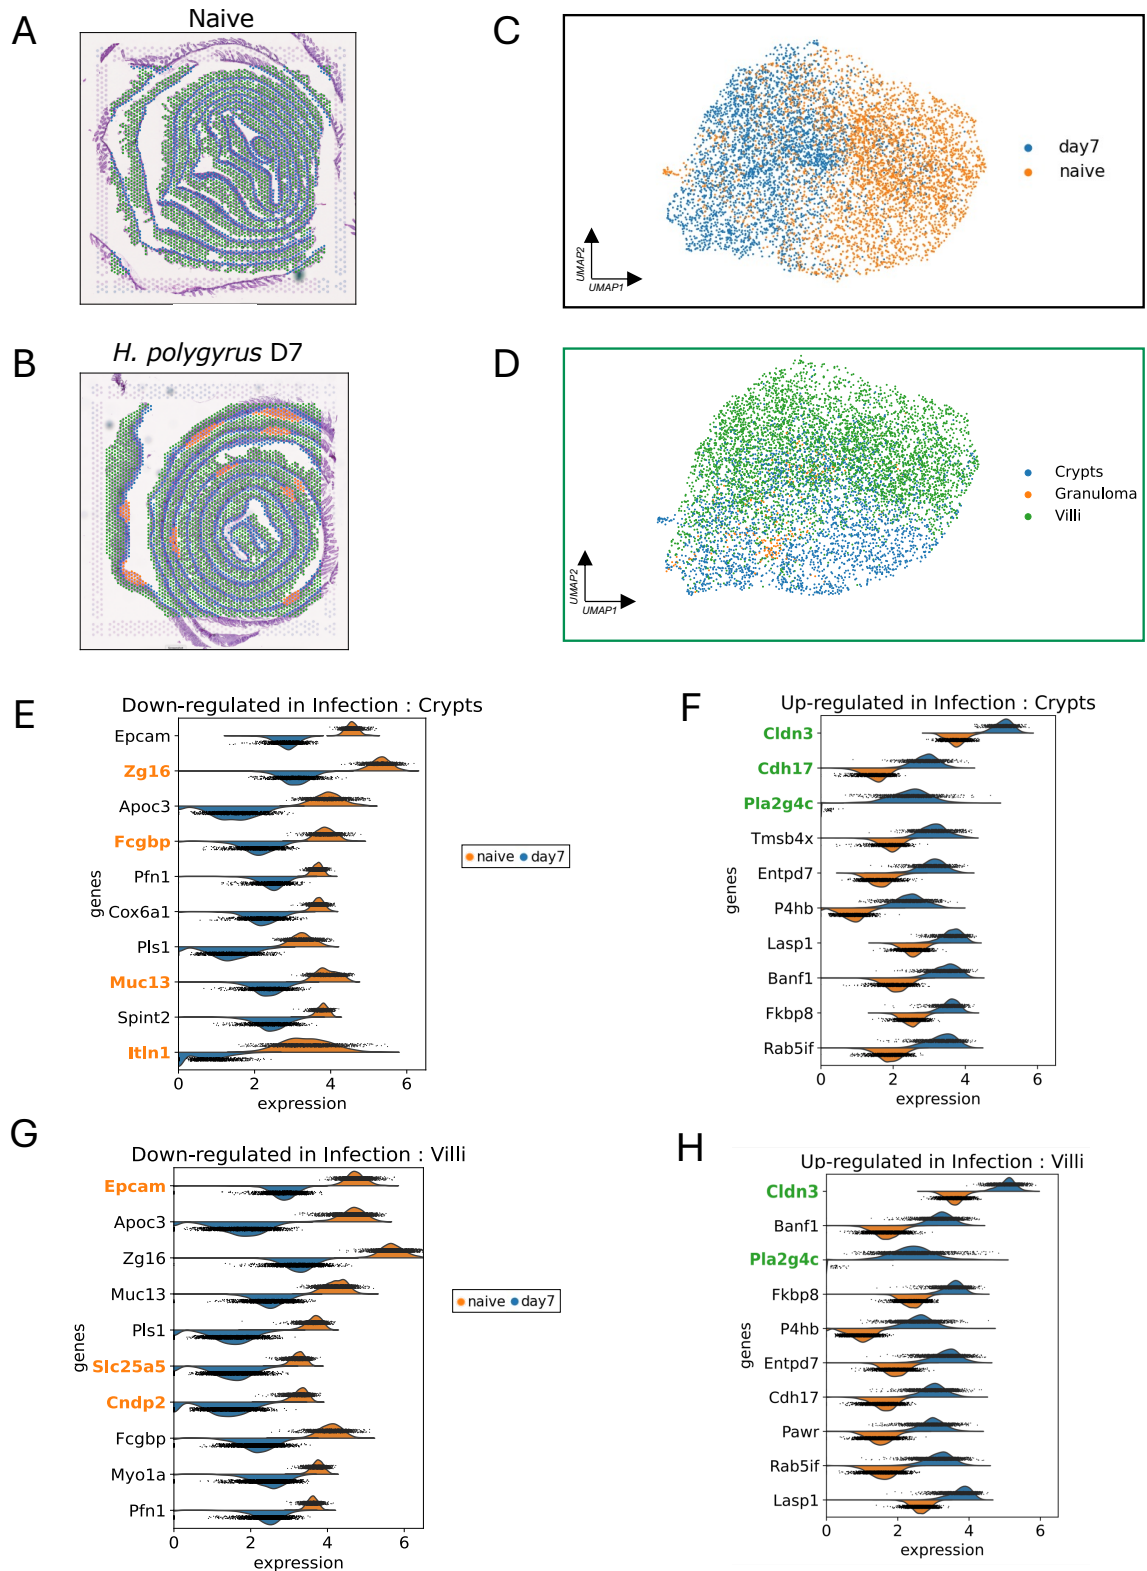 A
Naive
B
H. polygyrus D7
C
day7
naive
UMAP2
UMAP1
D
Crypts
Granuloma
Villi
UMAP2
UMAP1
E
Down-regulated in Infection : Crypts
genes
Epcam
Zg16
Apoc3
Fcgbp
Pfn1
Cox6a1
Pls1
Muc13
Spint2
Itln1
0 2 4 6
expression
naive day7
F
Up-regulated in Infection : Crypts
genes
Cldn3
Cdh17
Pla2g4c
Tmsb4x
Entpd7
P4hb
Lasp1
Banf1
Fkbp8
Rab5if
0 2 4 6
expression
G
Down-regulated in Infection : Villi
genes
Epcam
Apoc3
Zg16
Muc13
Pls1
Slc25a5
Cndp2
Fcgbp
Myo1a
Pfn1
0 2 4 6
expression
naive day7
H
Up-regulated in Infection : Villi
genes
Cldn3
Banf1
Pla2g4c
Fkbp8
P4hb
Entpd7
Cdh17
Pawr
Rab5if
Lasp1
0 2 4 6
expression